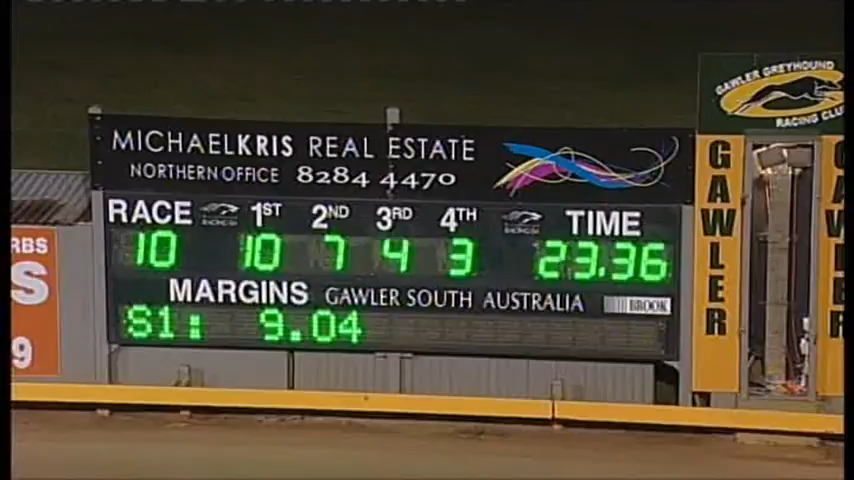 GAWLER GREYHOUND
RACING CLUB
MICHAELKRIS REAL ESTATE
NORTHERN OFFICE 8284 4470
RACE 1ST 2ND 3RD 4TH TIME
10 10 7 4 3 23.36
MARGINS GAWLER SOUTH AUSTRALIA BROOK
S1: 9.04
GAWLER
RBS
S
9